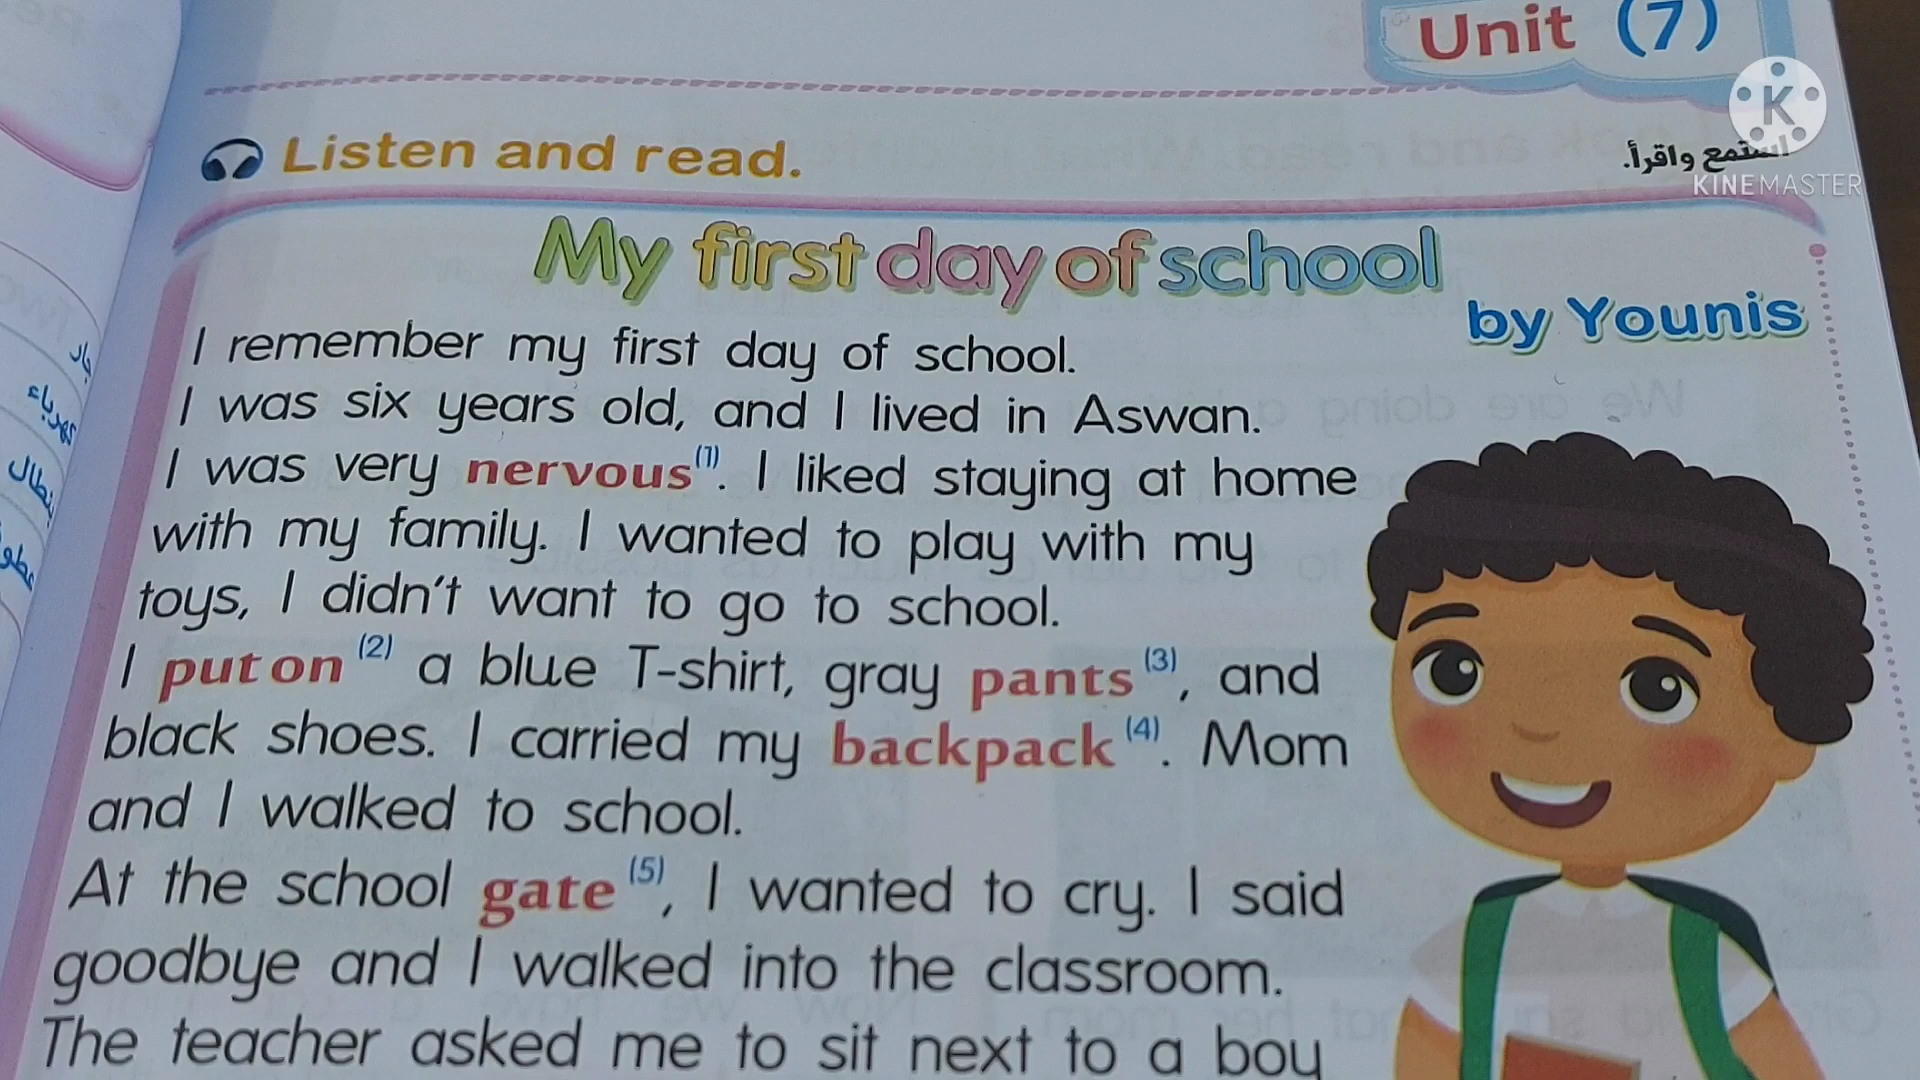 Unit (7)
Listen and read.
استمع واقرأ.
KINEMASTER
My first day of school
by Younis
I remember my first day of school.
I was six years old, and I lived in Aswan.
I was very nervous(1). I liked staying at home
with my family. I wanted to play with my
toys, I didn't want to go to school.
I put on (2) a blue T-shirt, gray pants(3), and
black shoes. I carried my backpack(4). Mom
and I walked to school.
At the school gate(5), I wanted to cry. I said
goodbye and I walked into the classroom.
The teacher asked me to sit next to a boy
جار
كهرباء